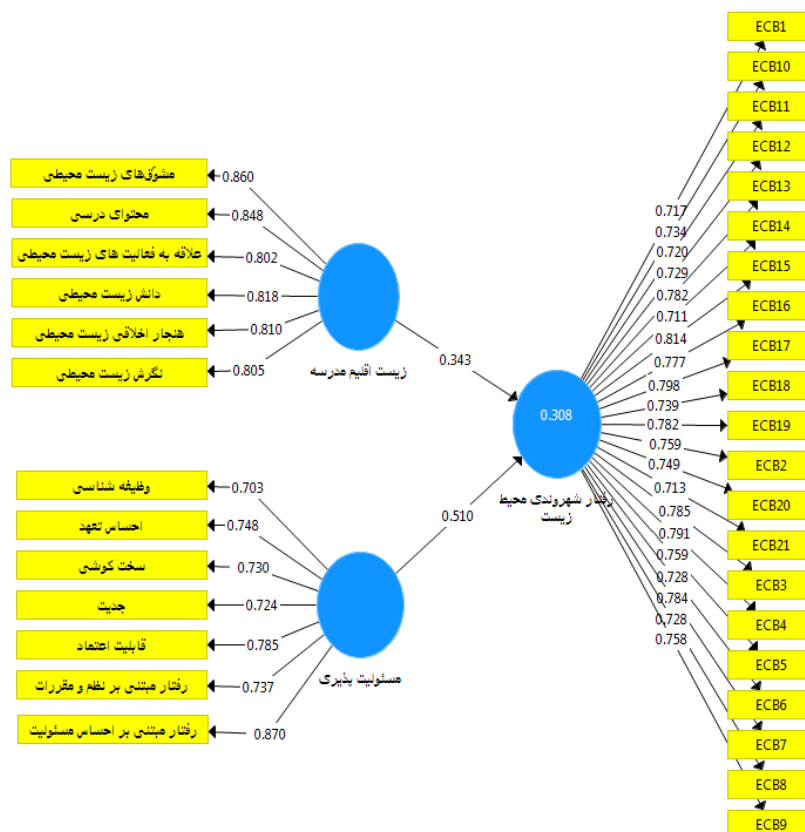 مشوق‌های زیست محیطی
محتوای درسی
علاقه به فعالیت های زیست محیطی
دانش زیست محیطی
هنجار اخلاقی زیست محیطی
نگرش زیست محیطی
0.860
0.848
0.802
0.818
0.810
0.805
زیست اقلیم مدرسه
0.343
وظیفه شناسی
احساس تعهد
سخت کوشی
جدیت
قابلیت اعتماد
رفتار مبتنی بر نظم و مقررات
رفتار مبتنی بر احساس مسئولیت
0.703
0.748
0.730
0.724
0.785
0.737
0.870
مسئولیت پذیری
0.510
0.308
رفتار شهروندی محیط
زیست
0.717
0.734
0.720
0.729
0.782
0.711
0.814
0.777
0.798
0.739
0.782
0.759
0.749
0.713
0.785
0.791
0.759
0.728
0.784
0.728
0.758
ECB1
ECB10
ECB11
ECB12
ECB13
ECB14
ECB15
ECB16
ECB17
ECB18
ECB19
ECB2
ECB20
ECB21
ECB3
ECB4
ECB5
ECB6
ECB7
ECB8
ECB9